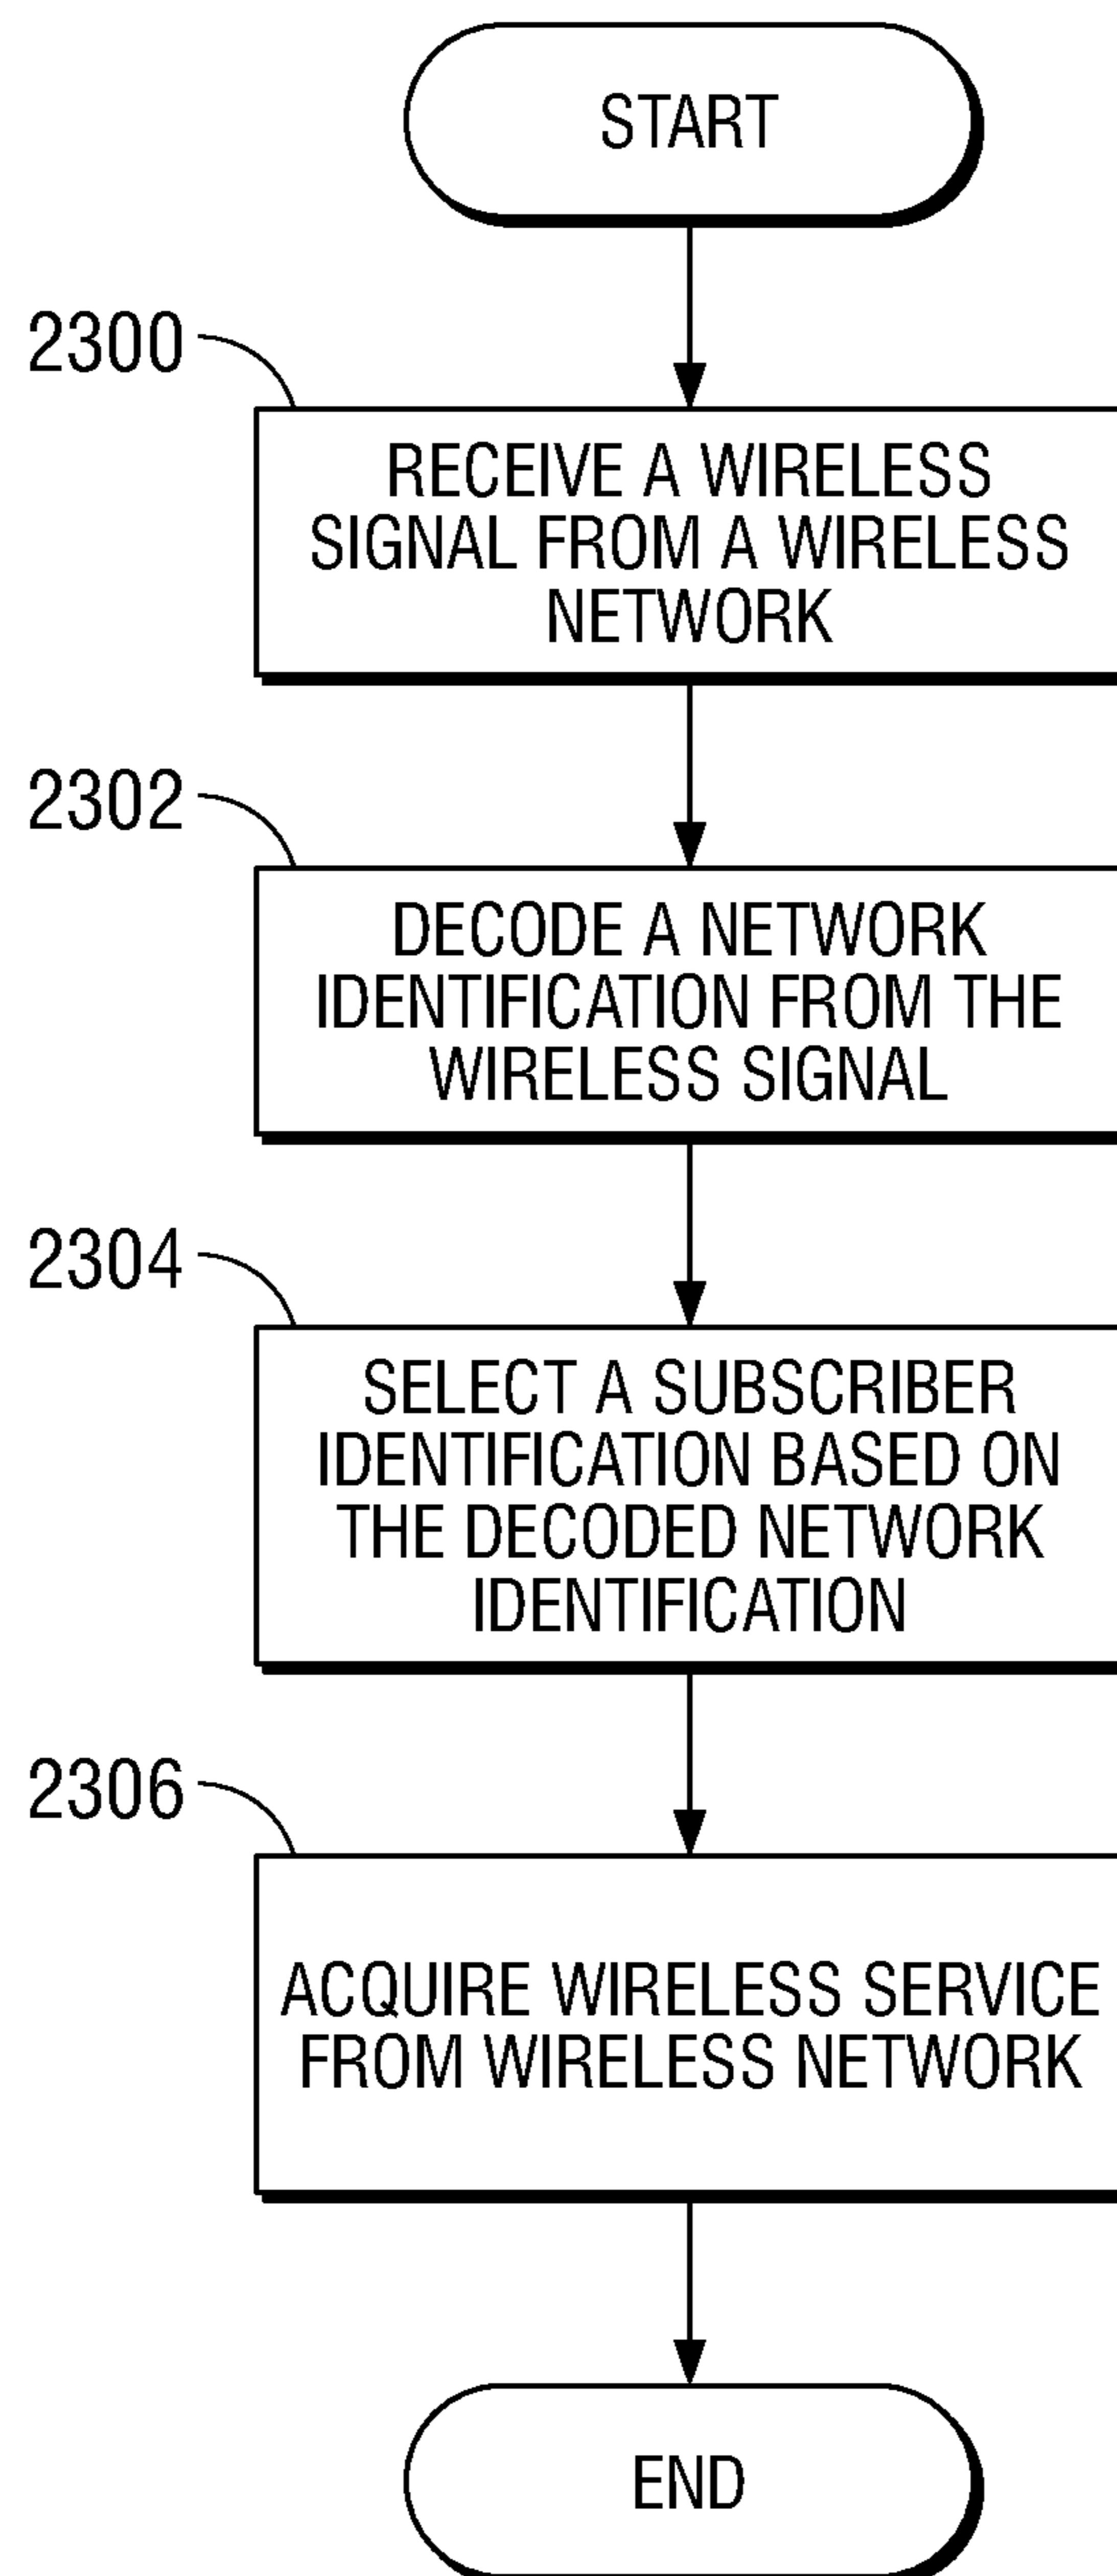 START
2300
RECEIVE A WIRELESS
SIGNAL FROM A WIRELESS
NETWORK
2302
DECODE A NETWORK
IDENTIFICATION FROM THE
WIRELESS SIGNAL
2304
SELECT A SUBSCRIBER
IDENTIFICATION BASED ON
THE DECODED NETWORK
IDENTIFICATION
2306
ACQUIRE WIRELESS SERVICE
FROM WIRELESS NETWORK
END